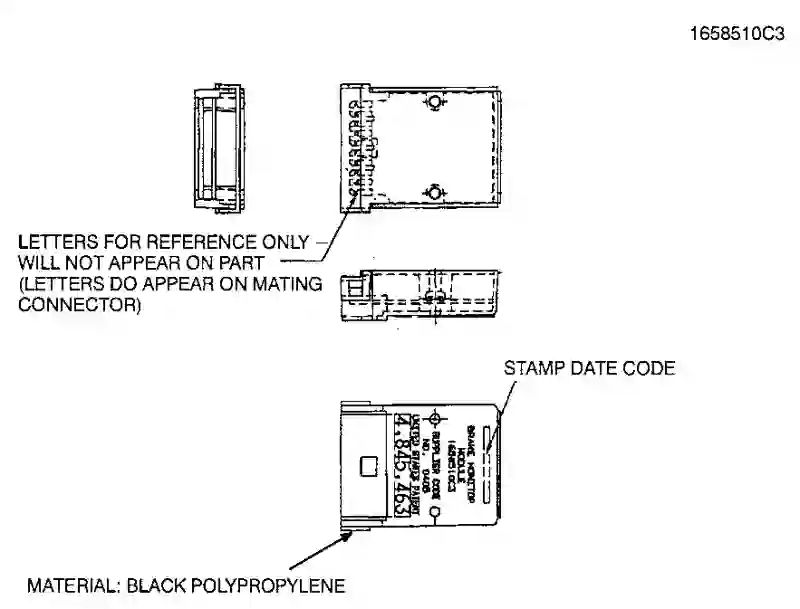 1658510C3
LETTERS FOR REFERENCE ONLY
WILL NOT APPEAR ON PART
(LETTERS DO APPEAR ON MATING
CONNECTOR)
STAMP DATE CODE
BRAKE MONITOR
MODULE
1658510C3
SUPPLIER CODE
NO. 0406
UNITED STATES PATENT
4,845,463
MATERIAL: BLACK POLYPROPYLENE